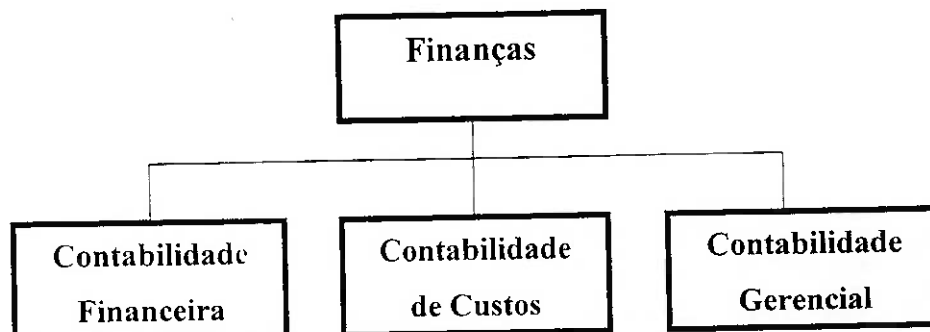 Finanças
Contabilidade
Financeira
Contabilidade
de Custos
Contabilidade
Gerencial